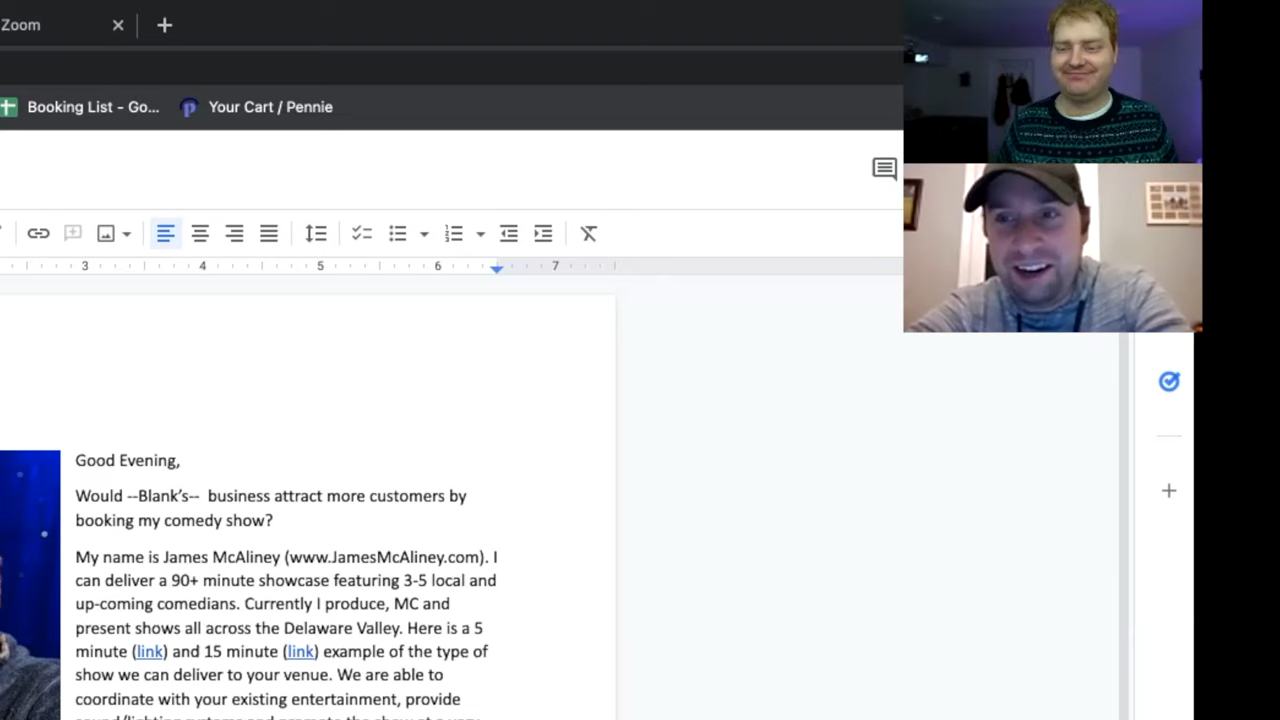 Zoom
Booking List - Go...
Your Cart / Pennie
3 4 5 6 7
Good Evening,
Would --Blank's-- business attract more customers by
booking my comedy show?
My name is James McAliney (www.JamesMcAliney.com). I
can deliver a 90+ minute showcase featuring 3-5 local and
up-coming comedians. Currently I produce, MC and
present shows all across the Delaware Valley. Here is a 5
minute (link) and 15 minute (link) example of the type of
show we can deliver to your venue. We are able to
coordinate with your existing entertainment, provide